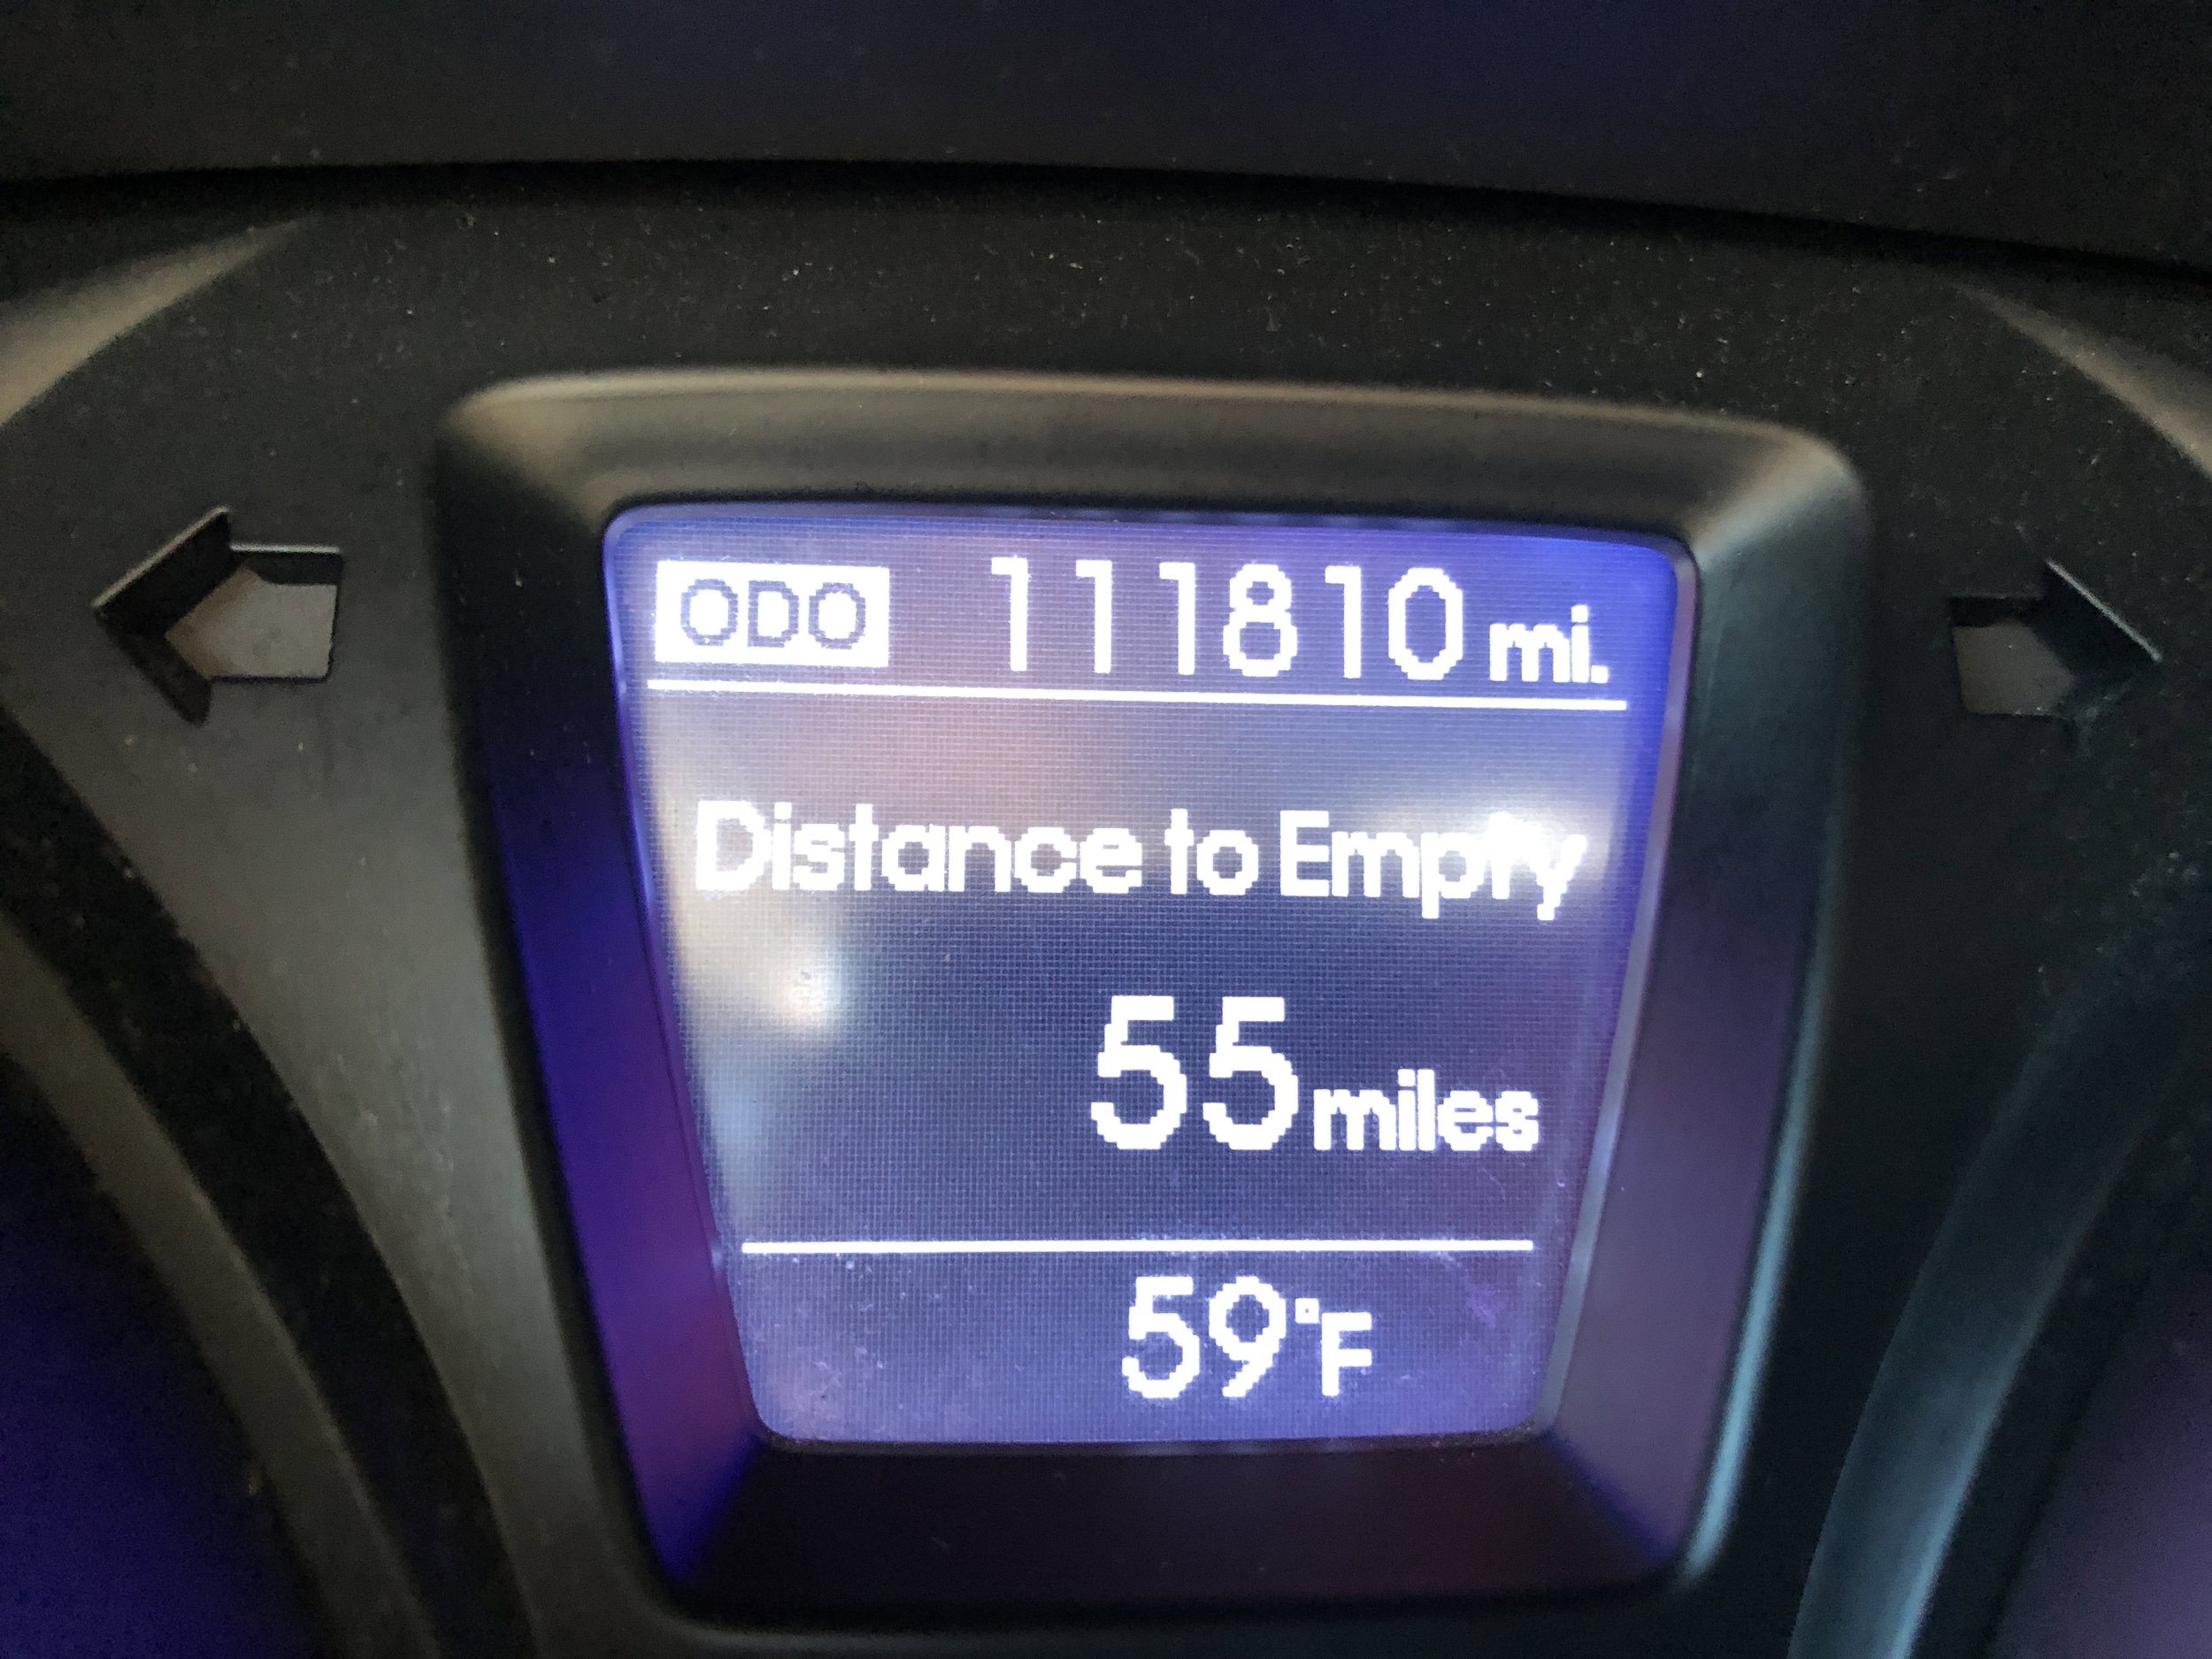 ODO 111810 mi.
Distance to Empty
55 miles
59°F